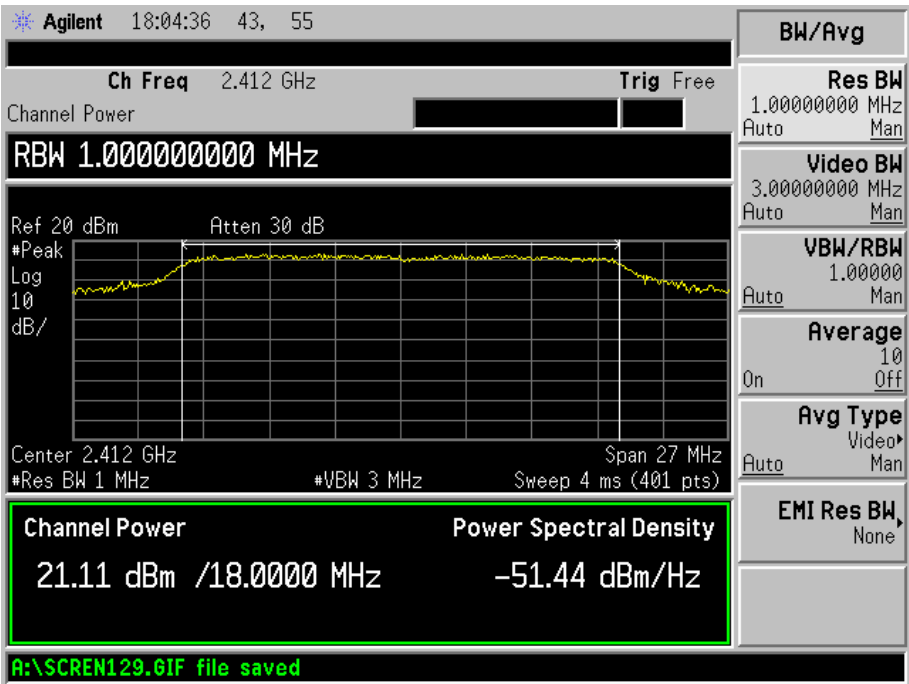 Agilent 18:04:36 43, 55
Ch Freq 2.412 GHz Trig Free
Channel Power
RBW 1.000000000 MHz
Ref 20 dBm Atten 30 dB
#Peak
Log
10
dB/
Center 2.412 GHz Span 27 MHz
#Res BW 1 MHz #VBW 3 MHz Sweep 4 ms (401 pts)
Channel Power Power Spectral Density
21.11 dBm /18.0000 MHz -51.44 dBm/Hz
A:\SCREN129.GIF file saved
BW/Avg
Res BW
1.00000000 MHz
Auto Man
Video BW
3.00000000 MHz
Auto Man
VBW/RBW
1.00000
Auto Man
Average
10
On Off
Avg Type
Video
Auto Man
EMI Res BW
None